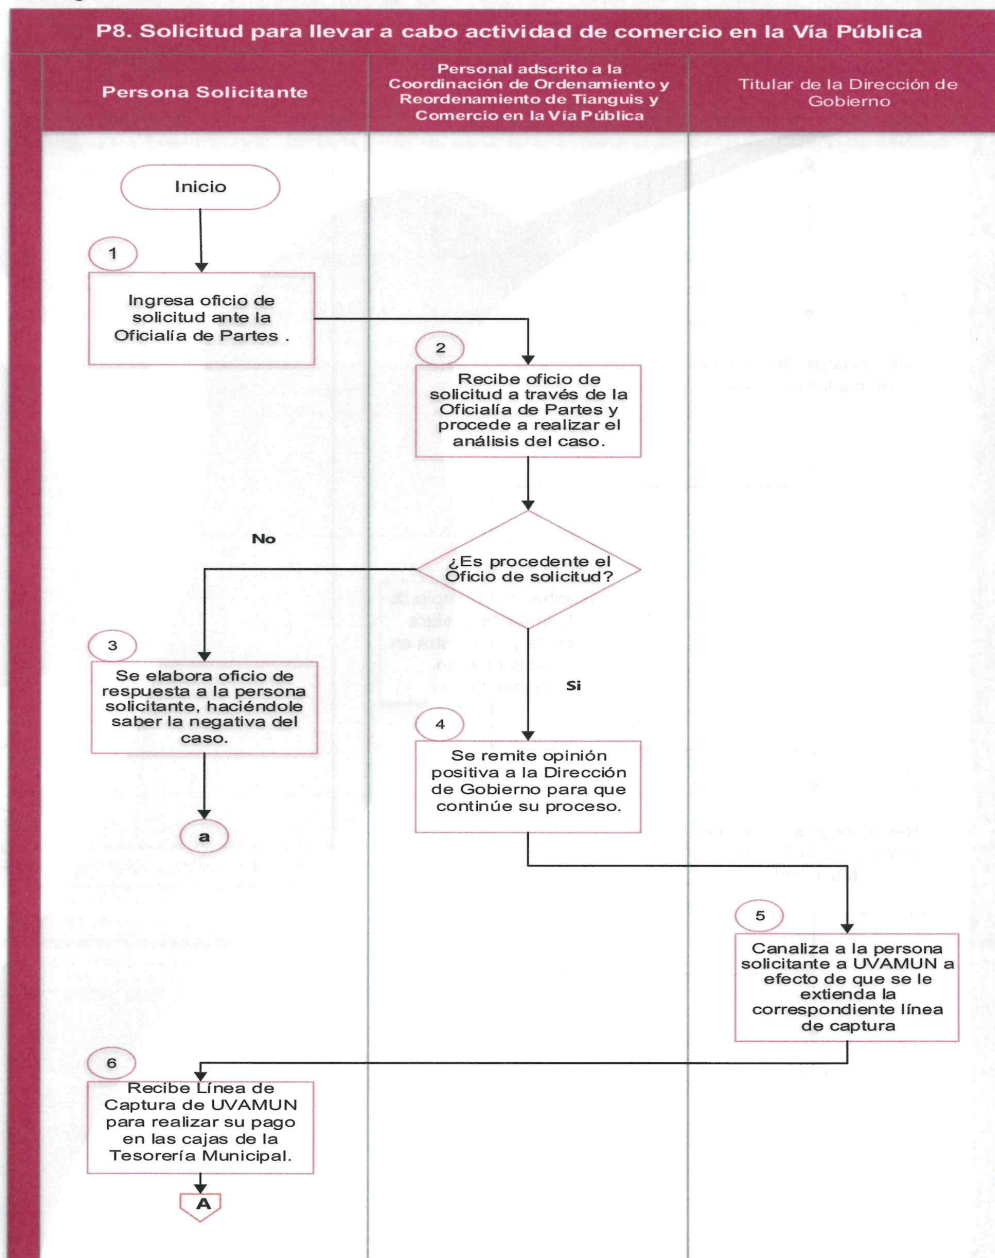 P8. Solicitud para llevar a cabo actividad de comercio en la Vía Pública
Persona Solicitante
Personal adscrito a la
Coordinación de Ordenamiento y
Reordenamiento de Tianguis y
Comercio en la Vía Pública
Titular de la Dirección de
Gobierno
Inicio
1
Ingresa oficio de
solicitud ante la
Oficialía de Partes .
2
Recibe oficio de
solicitud a través de la
Oficialía de Partes y
procede a realizar el
análisis del caso.
¿Es procedente el
Oficio de solicitud?
No
3
Se elabora oficio de
respuesta a la persona
solicitante, haciéndole
saber la negativa del
caso.
a
Si
4
Se remite opinión
positiva a la Dirección
de Gobierno para que
continúe su proceso.
5
Canaliza a la persona
solicitante a UVAMUN a
efecto de que se le
extienda la
correspondiente línea
de captura
6
Recibe Línea de
Captura de UVAMUN
para realizar su pago
en las cajas de la
Tesorería Municipal.
A